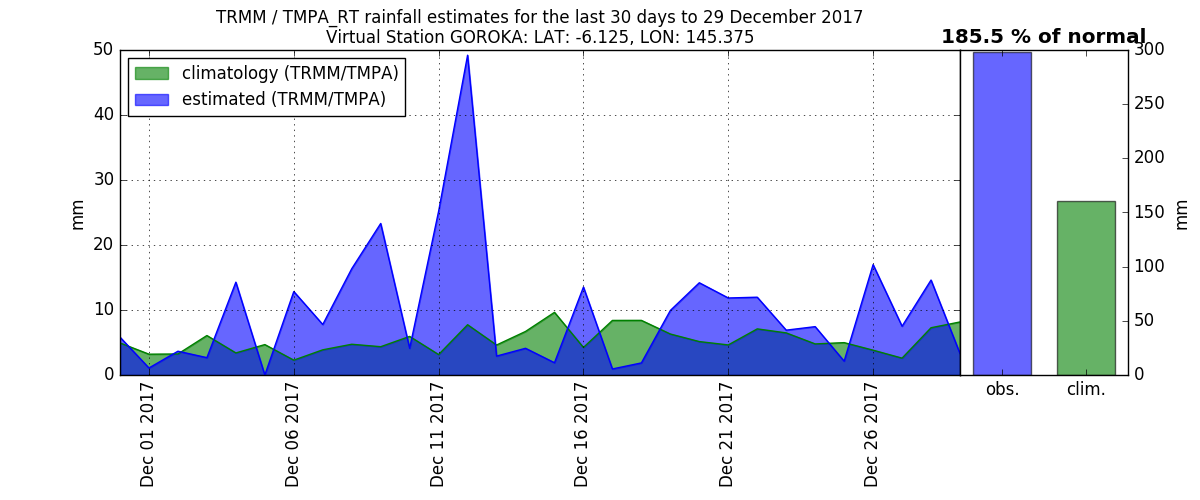 TRMM / TMPA_RT rainfall estimates for the last 30 days to 29 December 2017
Virtual Station GOROKA: LAT: -6.125, LON: 145.375
185.5 % of normal
climatology (TRMM/TMPA)
estimated (TRMM/TMPA)
50
40
30
20
10
0
mm
300
250
200
150
100
50
0
mm
Dec 01 2017
Dec 06 2017
Dec 11 2017
Dec 16 2017
Dec 21 2017
Dec 26 2017
obs.
clim.